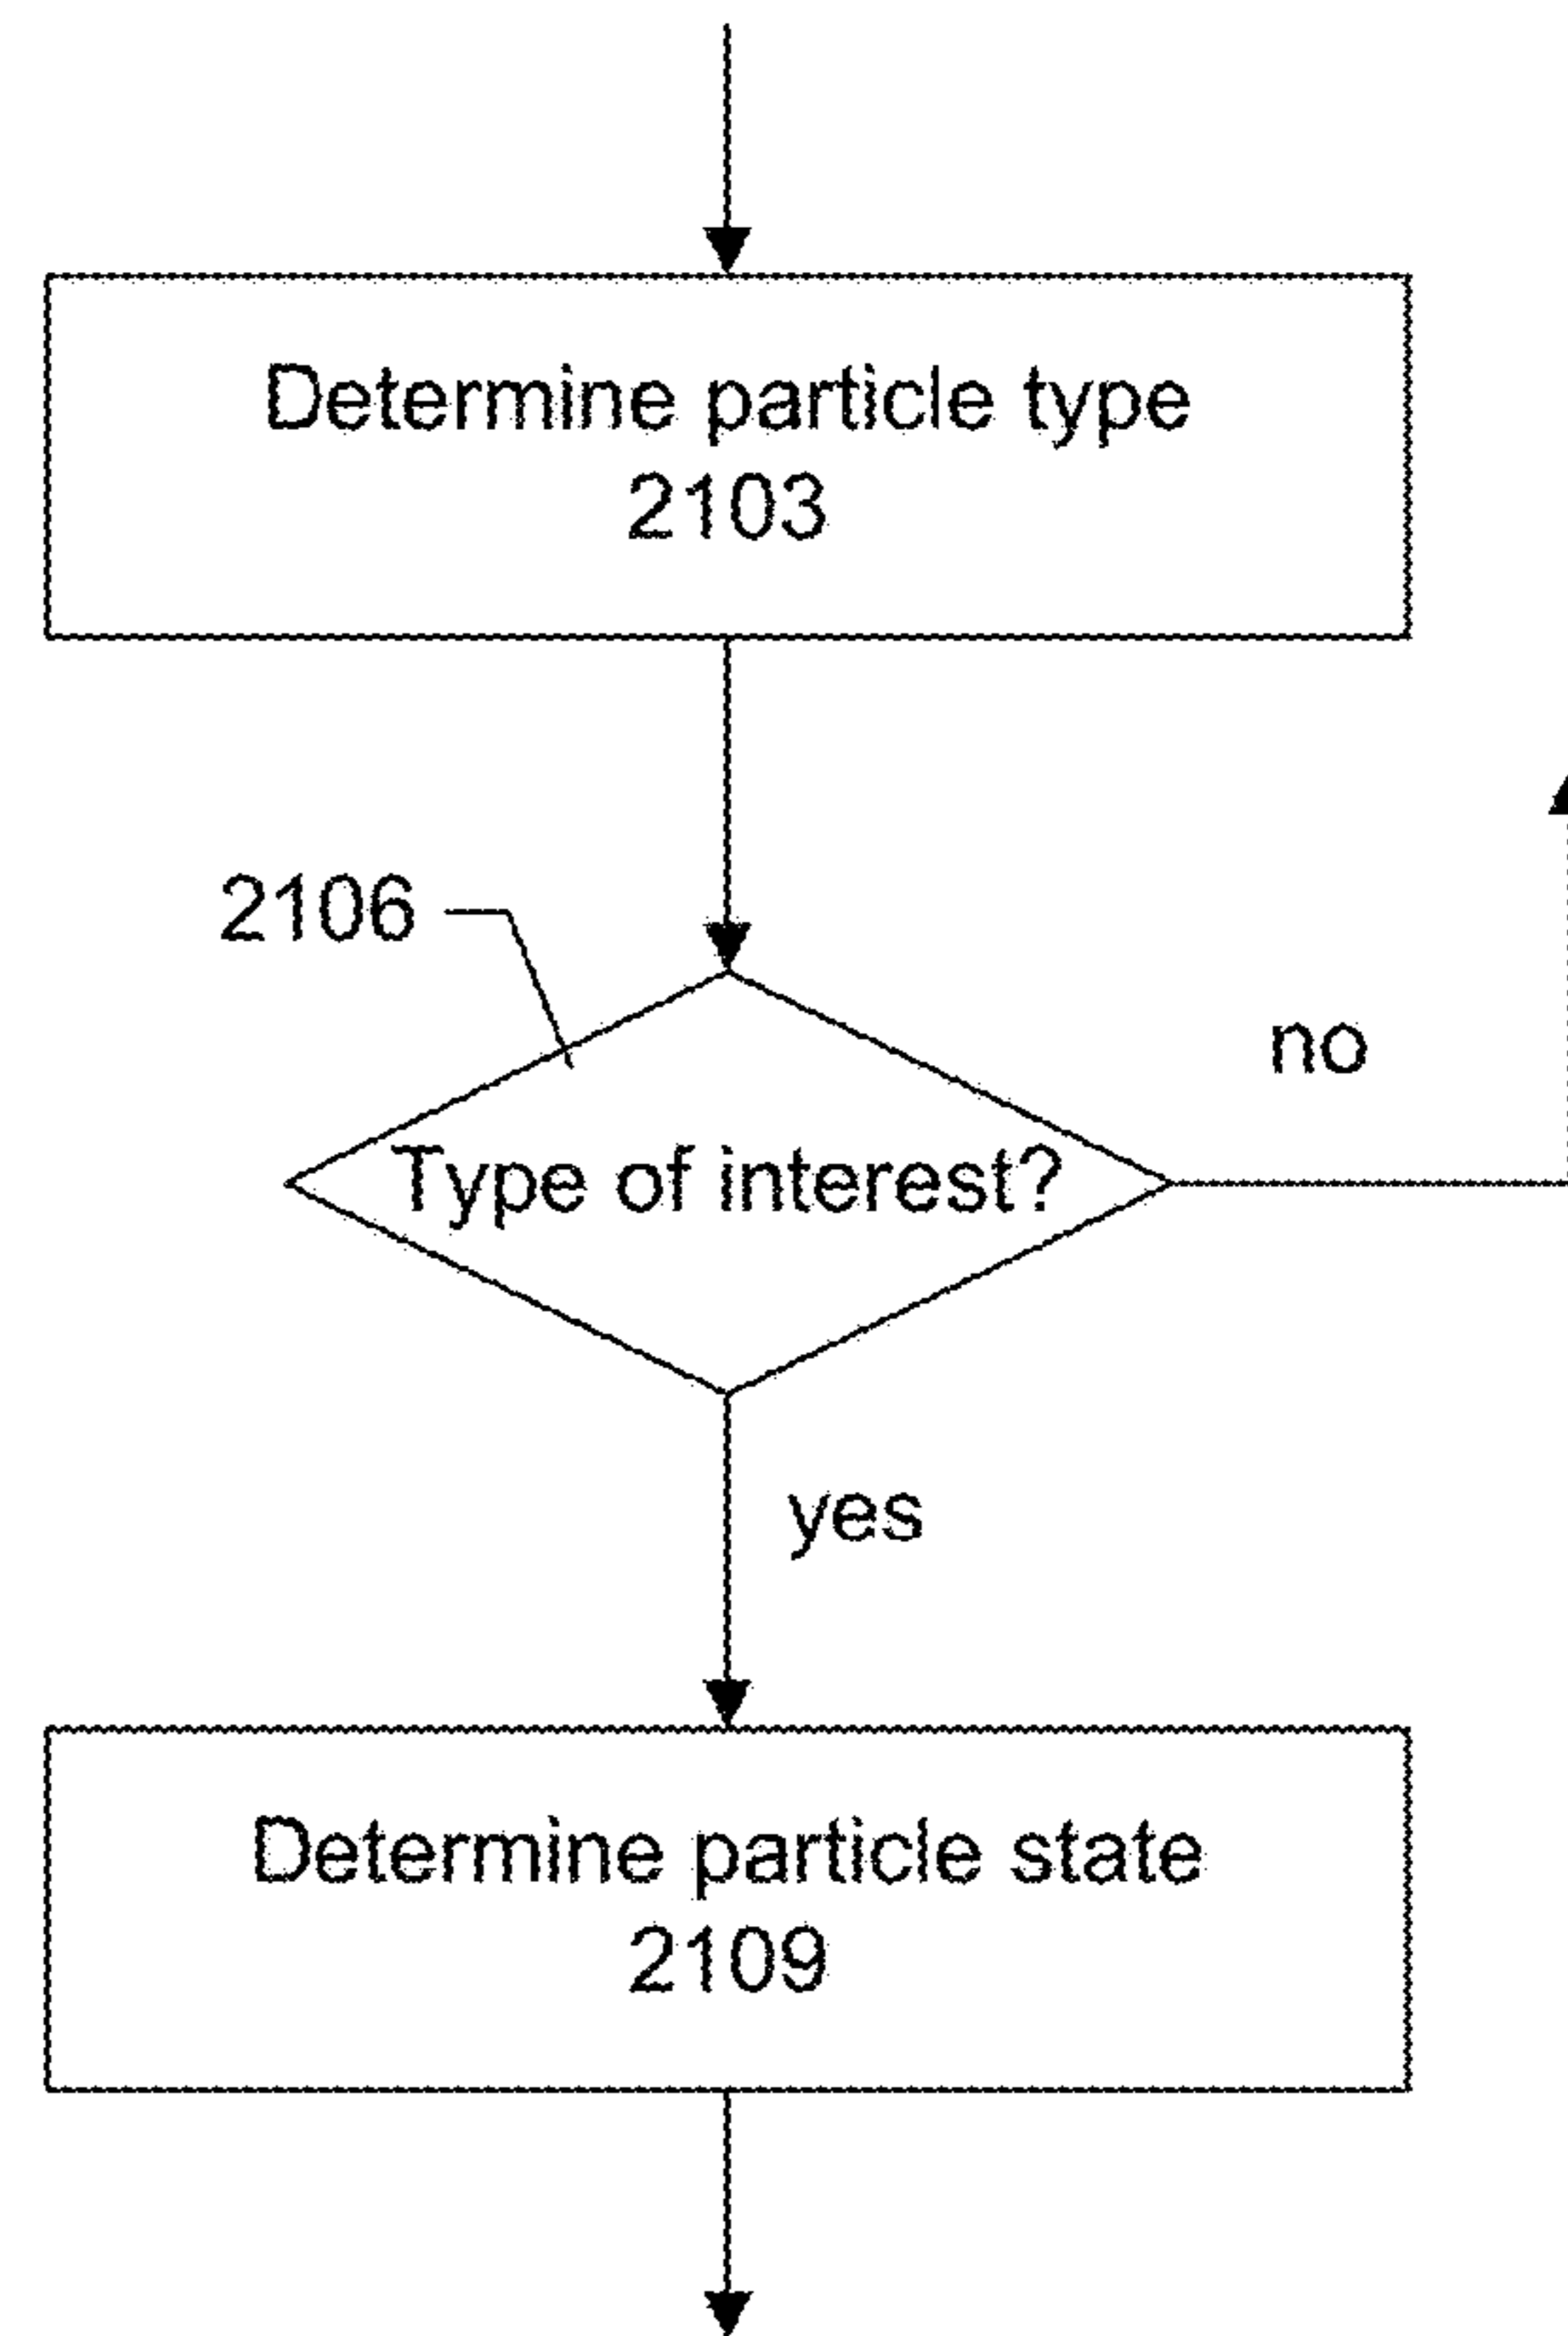 Determine particle type
2103
2106
no
Type of interest?
yes
Determine particle state
2109